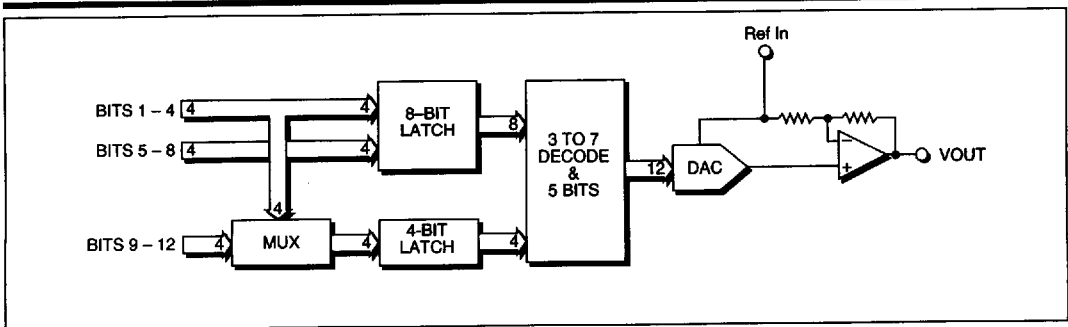 Ref In
BITS 1 – 4
4
4
8–BIT
LATCH
8
BITS 5 – 8
4
4
3 TO 7
DECODE
&
5 BITS
12
DAC
−
+
VOUT
4
BITS 9 – 12
4
MUX
4
4-BIT
LATCH
4